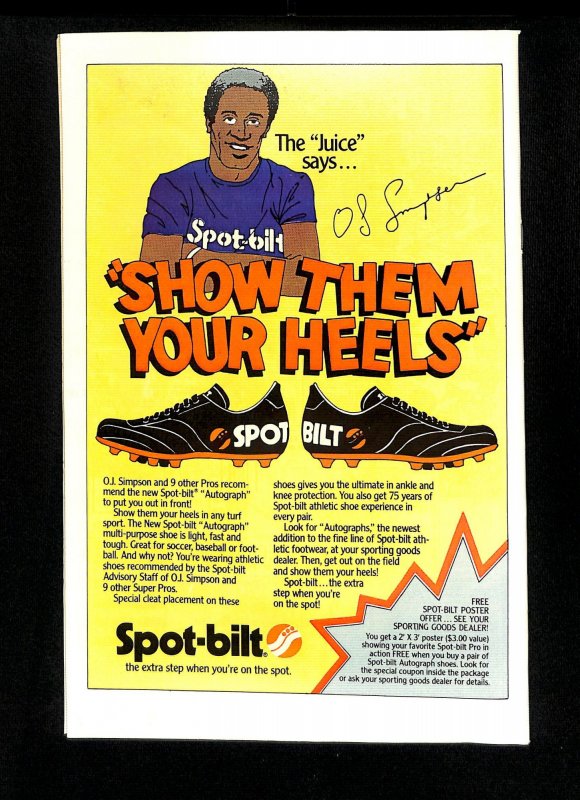 The "Juice"
says...
OJ Simpson
Spot-bilt
"SHOW THEM
YOUR HEELS"
SPOT BILT
O.J. Simpson and 9 other Pros recom-
mend the new Spot-bilt® "Autograph"
to put you out in front!
Show them your heels in any turf
sport. The New Spot-bilt "Autograph"
multi-purpose shoe is light, fast and
tough. Great for soccer, baseball or foot-
ball. And why not? You're wearing athletic
shoes recommended by the Spot-bilt
Advisory Staff of O.J. Simpson and
9 other Super Pros.
Special cleat placement on these
shoes gives you the ultimate in ankle and
knee protection. You also get 75 years of
Spot-bilt athletic shoe experience in
every pair.
Look for "Autographs," the newest
addition to the fine line of Spot-bilt ath-
letic footwear, at your sporting goods
dealer. Then, get out on the field
and show them your heels!
Spot-bilt...the extra
step when you're
on the spot!
Spot-bilt®
the extra step when you're on the spot.
FREE
SPOT-BILT POSTER
OFFER ... SEE YOUR
SPORTING GOODS DEALER!
You get a 2' X 3' poster ($3.00 value)
showing your favorite Spot-bilt Pro in
action FREE when you buy a pair of
Spot-bilt Autograph shoes. Look for
the special coupon inside the package
or ask your sporting goods dealer for details.